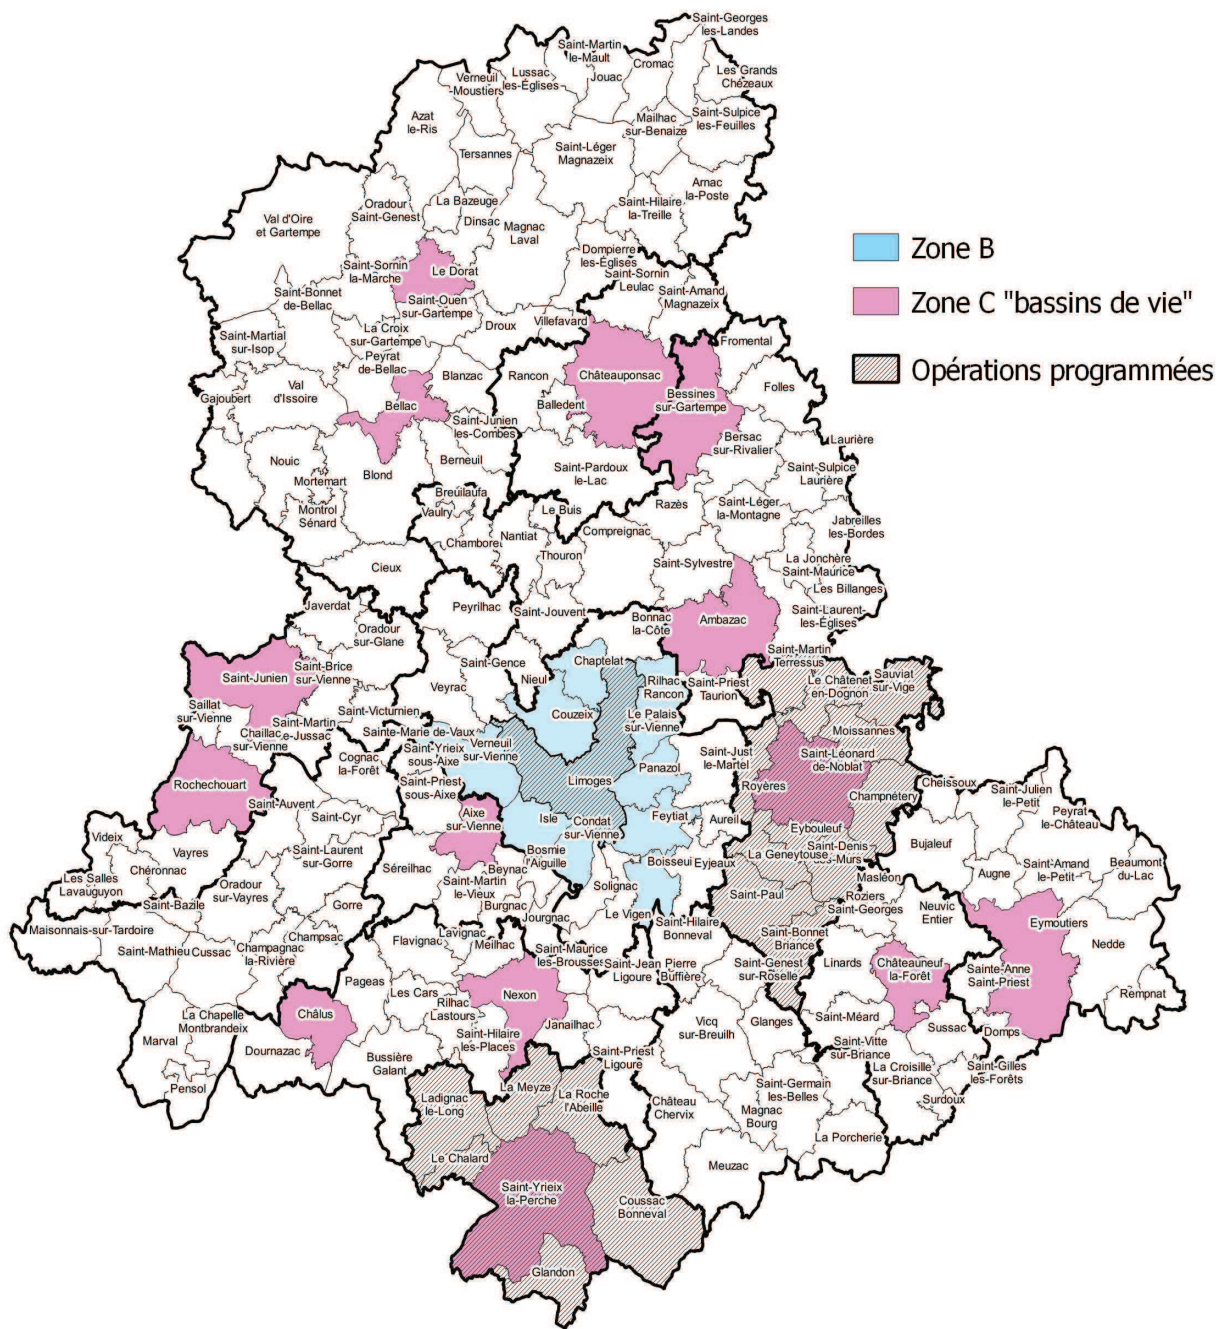 Saint-Georges
les-Landes
Saint-Martin
le-Mault
Cromac
Lussac
les-Églises
Jouac
Verneuil
-Moustiers
Les Grands
Chézeaux
Azat
le-Ris
Mailhac
sur-Benaize
Saint-Sulpice
les-Feuilles
Tersannes
Saint-Léger
Magnazeix
Arnac
la-Poste
Oradour
Saint-Genest
La Bazeuge
Saint-Hilaire
la-Treille
Val d'Oire
et Gartempe
Dinsac
Magnac
Laval
Dompierre
les-Églises
Saint-Sornin
la-Marche
Le Dorat
Saint-Sornin
Leulac
Saint-Amand
Magnazeix
Saint-Bonnet
de-Bellac
Saint-Ouen
sur-Gartempe
Droux
Villefavard
La Croix
sur-Gartempe
Saint-Martial
sur-Isop
Peyrat
de-Bellac
Fromental
Blanzac
Rancon
Châteauponsac
Folles
Gajoubert
Val
d'Issoire
Bellac
Balledent
Bessines
sur-Gartempe
Saint-Junien
les-Combes
Bersac
sur-Rivalier
Laurière
Nouic
Blond
Berneuil
Saint-Pardoux
le-Lac
Saint-Sulpice
Laurière
Mortemart
Breuilaufa
Montrol
Sénard
Vaulry
Le Buis
Razès
Saint-Léger
la-Montagne
Jabreilles
les-Bordes
Nantiat
Compreignac
Chamboret
Thouron
La Jonchère
Saint-Maurice
Cieux
Saint-Sylvestre
Les Billanges
Javerdat
Peyrilhac
Saint-Jouvent
Bonnac
la-Côte
Ambazac
Saint-Laurent-
les-Églises
Oradour
sur-Glane
Saint-Gence
Chaptelat
Saint-Martin
Terressus
Saint-Junien
Saint-Brice
sur-Vienne
Nieul
Rilhac
Rancon
Saint-Priest
Taurion
Le Châtenet
en-Dognon
Sauviat
sur-Vige
Veyrac
Saillat
sur-Vienne
Saint-Victurnien
Couzeix
Le Palais
sur-Vienne
Moissannes
Saint-Martin
de-Jussac
Chaillac
sur-Vienne
Sainte-Marie de-Vaux
Verneuil
sur-Vienne
Saint-Yrieix
sous-Aixe
Saint-Just
le-Martel
Saint-Léonard
de-Noblat
Cognac
la-Forêt
Panazol
Rochechouart
Saint-Priest
sous-Aixe
Limoges
Royères
Cheissoux
Saint-Julien
le-Petit
Champnétery
Saint-Auvent
Aixe
sur-Vienne
Peyrat
le-Château
Saint-Cyr
Isle
Condat
sur-Vienne
Feytiat
Aureil
Eybouleuf
Videix
Bujaleuf
Vayres
Saint-Laurent
sur-Gorre
Bosmie
l'Aiguille
Boisseuil
Eyjeaux
La Geneytouse
Saint-Denis
des-Murs
Saint-Amand
le-Petit
Beaumont
du-Lac
Chéronnac
Séreilhac
Beynac
Augne
Les Salles
Lavauguyon
Oradour
sur-Vayres
Saint-Martin
le-Vieux
Solignac
Masléon
Saint-Paul
Roziers
Saint-Georges
Neuvic
Entier
Saint-Bazile
Gorre
Burgnac
Jourgnac
Le Vigen
Eymoutiers
Maisonnais-sur-Tardoire
Champsac
Lavignac
Saint-Hilaire
Bonneval
Saint-Bonnet
Briance
Saint-Mathieu
Cussac
Champagnac
la-Rivière
Flavignac
Meilhac
Saint-Maurice
les-Brousses
Nedde
Saint-Jean
Ligoure
Pierre
Buffière
Saint-Genest
sur-Roselle
Linards
Châteauneuf
la-Forêt
Sainte-Anne
Saint-Priest
Pageas
Les Cars
Nexon
Rempnat
Rilhac
Lastours
La Chapelle
Montbrandeix
Châlus
Janailhac
Vicq
sur-Breuilh
Glanges
Saint-Méard
Sussac
Domps
Marval
Saint-Hilaire
les-Places
Saint-Vitte
sur-Briance
Dournazac
Bussière
Galant
Saint-Priest
Ligoure
Saint-Gilles
les-Forêts
La Croisille
sur-Briance
Pensol
La Meyze
Saint-Germain
les-Belles
Ladignac
le-Long
La Roche
l'Abeille
Château
Chervix
Magnac
Bourg
Surdoux
La Porcherie
Le Chalard
Meuzac
Saint-Yrieix
la-Perche
Coussac
Bonneval
Glandon
Zone B
Zone C "bassins de vie"
Opérations programmées